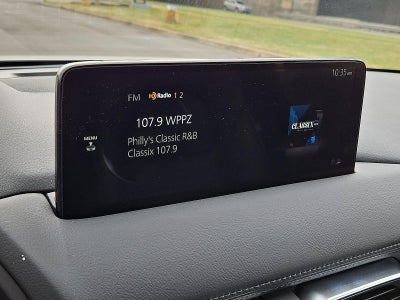 10:35
FM HD Radio 1 2
107.9 WPPZ
MENU
Philly's Classic R&B
Classix 107.9
CLASSIX